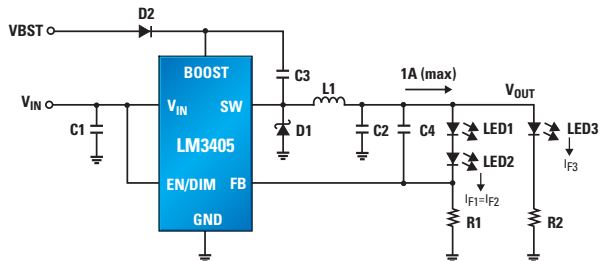 D2
VBST
BOOST
C3
L1
1A (max)
VOUT
VIN
VIN
SW
C1
D1
C2
C4
LED1
LED3
LM3405
LED2
IF3
EN/DIM
FB
IF1=IF2
R1
R2
GND